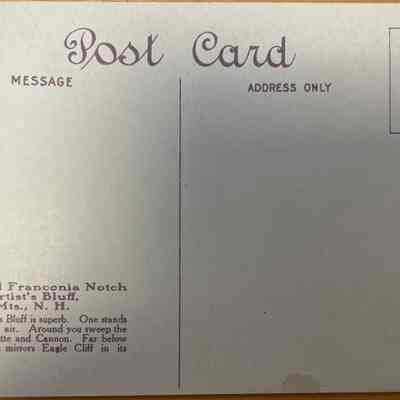 Post Card
MESSAGE
ADDRESS ONLY
Franconia Notch
rtist's Bluff,
Mts., N. H.
Bluff is superb. One stands
air. Around you sweep the
tte and Cannon. Far below
mirrors Eagle Cliff in its